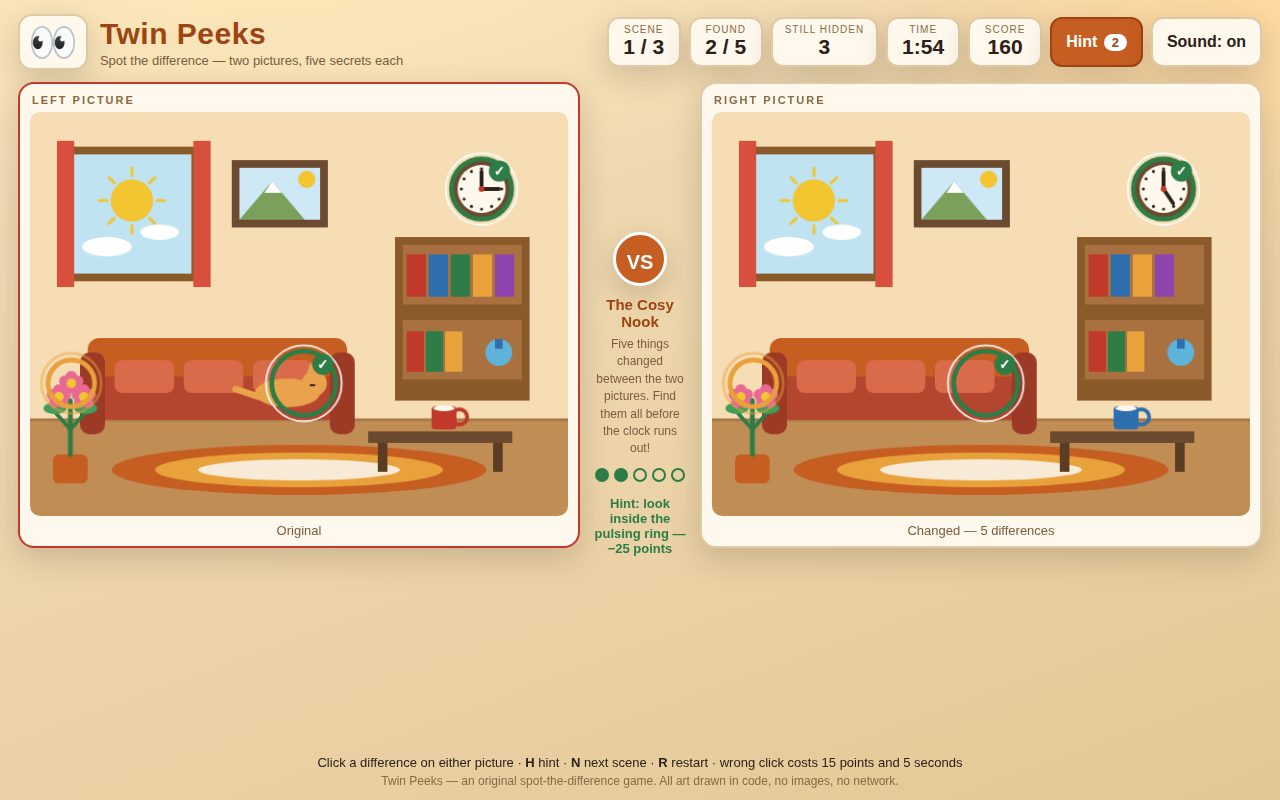 Twin Peeks
Spot the difference — two pictures, five secrets each
SCENE
1 / 3
FOUND
2 / 5
STILL HIDDEN
3
TIME
1:54
SCORE
160
Hint 2
Sound: on
LEFT PICTURE
Original
VS
The Cosy
Nook
Five things
changed
between the two
pictures. Find
them all before
the clock runs
out!
Hint: look
inside the
pulsing ring —
−25 points
RIGHT PICTURE
Changed — 5 differences
Click a difference on either picture · H hint · N next scene · R restart · wrong click costs 15 points and 5 seconds
Twin Peeks — an original spot-the-difference game. All art drawn in code, no images, no network.